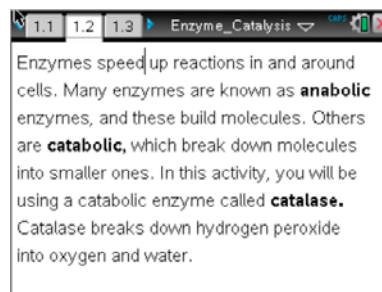 1.1 1.2 1.3 Enzyme_Catalysis CAPS
Enzymes speed up reactions in and around
cells. Many enzymes are known as anabolic
enzymes, and these build molecules. Others
are catabolic, which break down molecules
into smaller ones. In this activity, you will be
using a catabolic enzyme called catalase.
Catalase breaks down hydrogen peroxide
into oxygen and water.